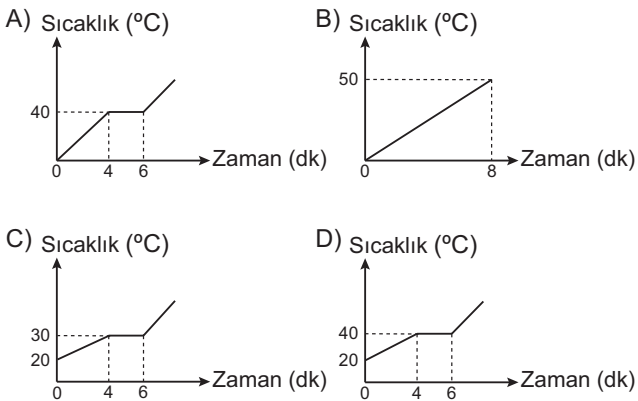 A) Sıcaklık (ºC)
40
0 4 6
Zaman (dk)
B) Sıcaklık (ºC)
50
0 8
Zaman (dk)
C) Sıcaklık (ºC)
30
20
0 4 6
Zaman (dk)
D) Sıcaklık (ºC)
40
20
0 4 6
Zaman (dk)